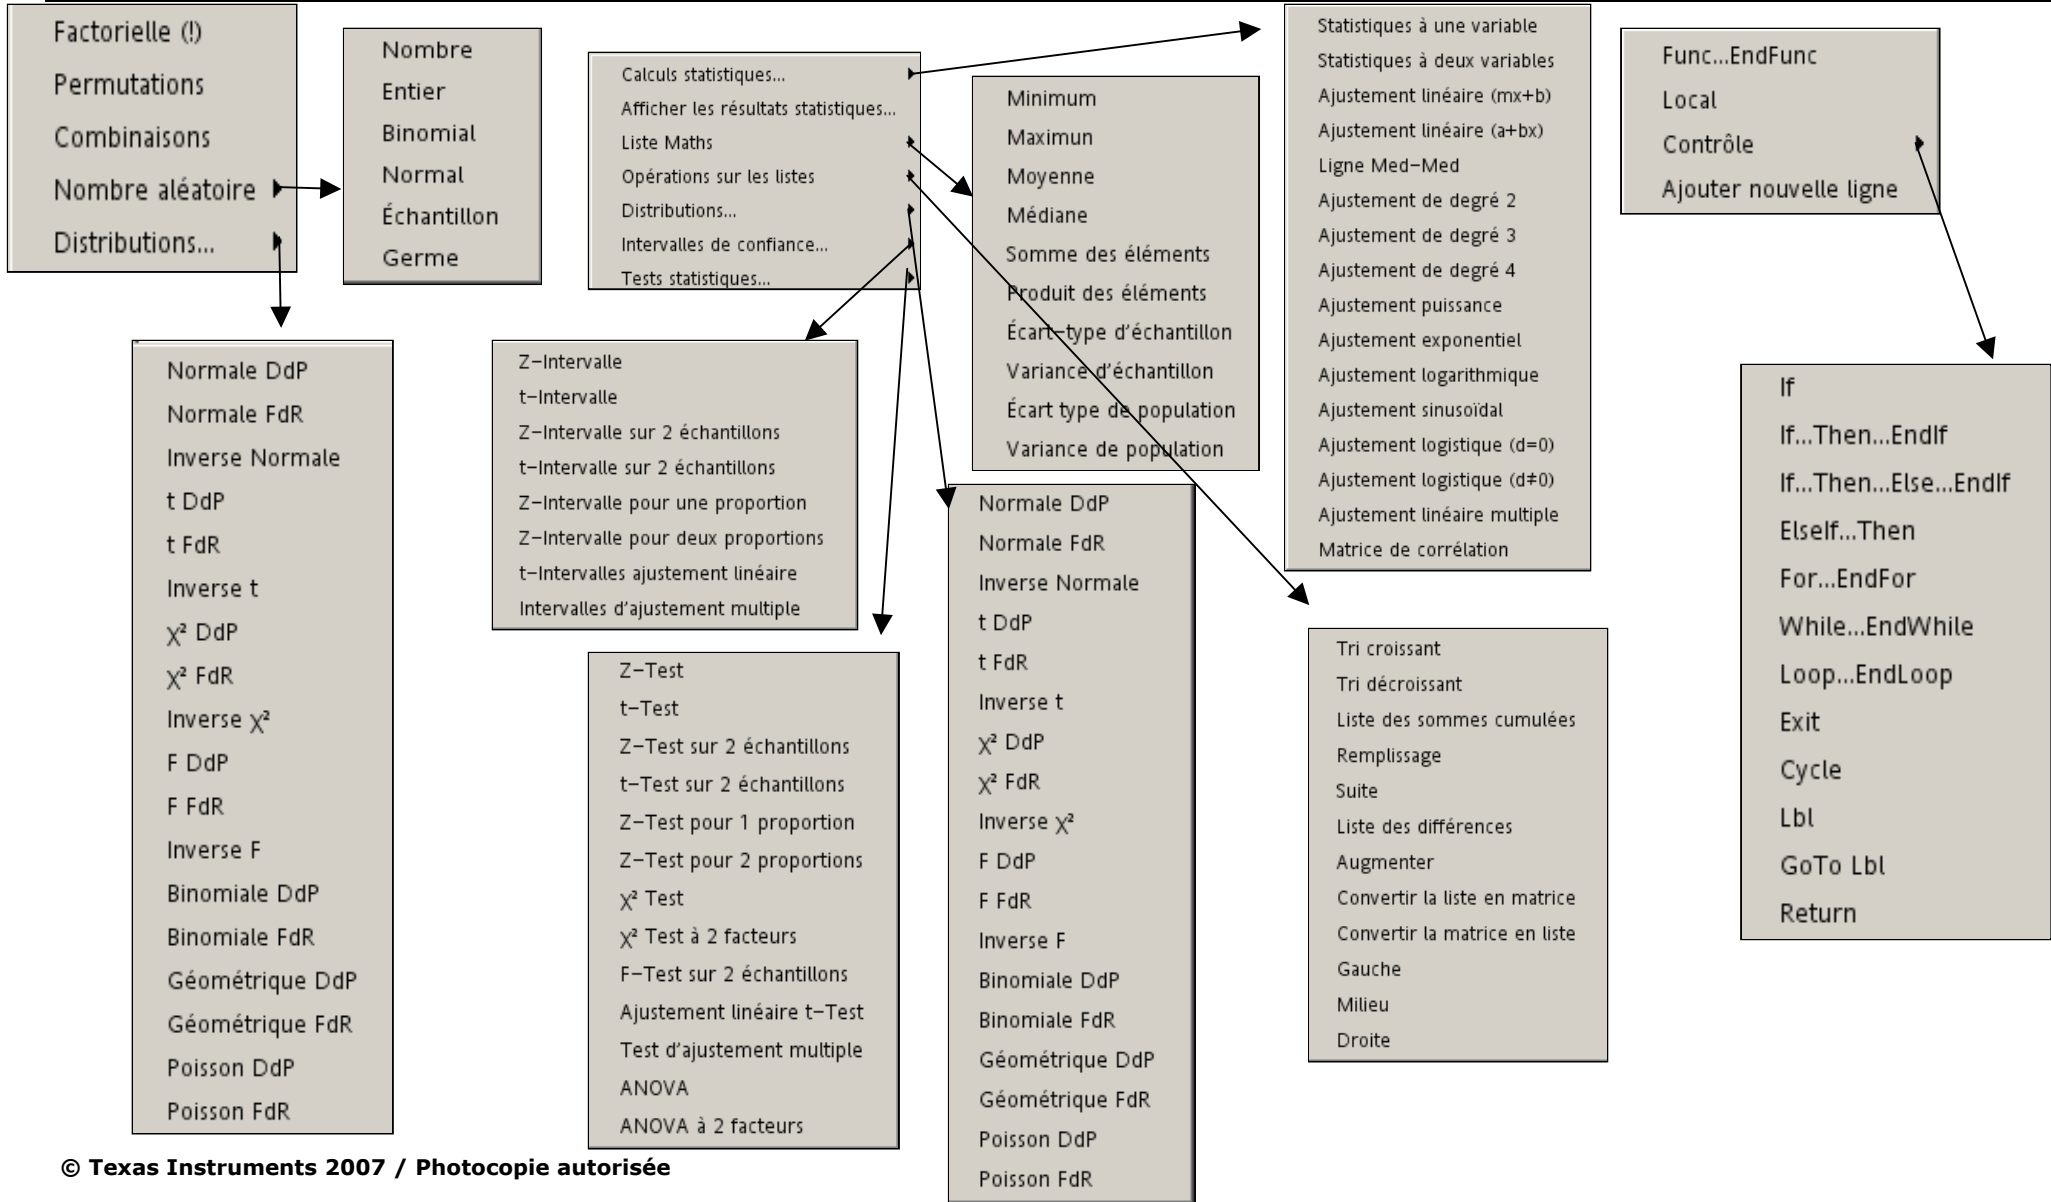 Factorielle (!)
Permutations
Combinaisons
Nombre aléatoire
Distributions...
Nombre
Entier
Binomial
Normal
Échantillon
Germe
Normale DdP
Normale FdR
Inverse Normale
t DdP
t FdR
Inverse t
χ² DdP
χ² FdR
Inverse χ²
F DdP
F FdR
Inverse F
Binomiale DdP
Binomiale FdR
Géométrique DdP
Géométrique FdR
Poisson DdP
Poisson FdR
Calculs statistiques...
Afficher les résultats statistiques...
Liste Maths
Opérations sur les listes
Distributions...
Intervalles de confiance...
Tests statistiques...
Z-Intervalle
t-Intervalle
Z-Intervalle sur 2 échantillons
t-Intervalle sur 2 échantillons
Z-Intervalle pour une proportion
Z-Intervalle pour deux proportions
t-Intervalles ajustement linéaire
Intervalles d'ajustement multiple
Z-Test
t-Test
Z-Test sur 2 échantillons
t-Test sur 2 échantillons
Z-Test pour 1 proportion
Z-Test pour 2 proportions
χ² Test
χ² Test à 2 facteurs
F-Test sur 2 échantillons
Ajustement linéaire t-Test
Test d'ajustement multiple
ANOVA
ANOVA à 2 facteurs
Minimum
Maximun
Moyenne
Médiane
Somme des éléments
Produit des éléments
Écart-type d'échantillon
Variance d'échantillon
Écart type de population
Variance de population
Normale DdP
Normale FdR
Inverse Normale
t DdP
t FdR
Inverse t
χ² DdP
χ² FdR
Inverse χ²
F DdP
F FdR
Inverse F
Binomiale DdP
Binomiale FdR
Géométrique DdP
Géométrique FdR
Poisson DdP
Poisson FdR
Statistiques à une variable
Statistiques à deux variables
Ajustement linéaire (mx+b)
Ajustement linéaire (a+bx)
Ligne Med-Med
Ajustement de degré 2
Ajustement de degré 3
Ajustement de degré 4
Ajustement puissance
Ajustement exponentiel
Ajustement logarithmique
Ajustement sinusoïdal
Ajustement logistique (d=0)
Ajustement logistique (d≠0)
Ajustement linéaire multiple
Matrice de corrélation
Tri croissant
Tri décroissant
Liste des sommes cumulées
Remplissage
Suite
Liste des différences
Augmenter
Convertir la liste en matrice
Convertir la matrice en liste
Gauche
Milieu
Droite
Func...EndFunc
Local
Contrôle
Ajouter nouvelle ligne
If
If...Then...EndIf
If...Then...Else...EndIf
ElseIf...Then
For...EndFor
While...EndWhile
Loop...EndLoop
Exit
Cycle
Lbl
GoTo Lbl
Return
© Texas Instruments 2007 / Photocopie autorisée